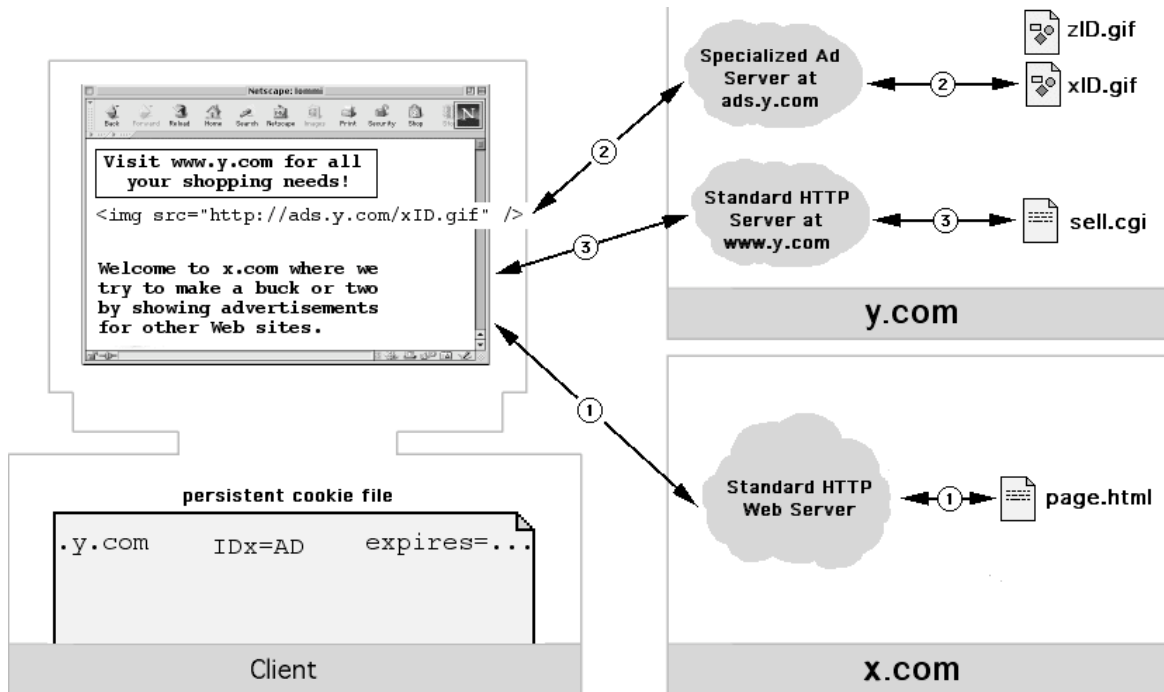 Netscape: lommi
Back Forward Reload Home Search Netscape Images Print Security Shop
N
Visit www.y.com for all
your shopping needs!
<img src="http://ads.y.com/xID.gif" />
Welcome to x.com where we
try to make a buck or two
by showing advertisements
for other Web sites.
persistent cookie file
.y.com IDx=AD expires=...
Client
2
3
1
Specialized Ad
Server at
ads.y.com
2
zID.gif
xID.gif
Standard HTTP
Server at
www.y.com
3
sell.cgi
y.com
Standard HTTP
Web Server
1
page.html
x.com